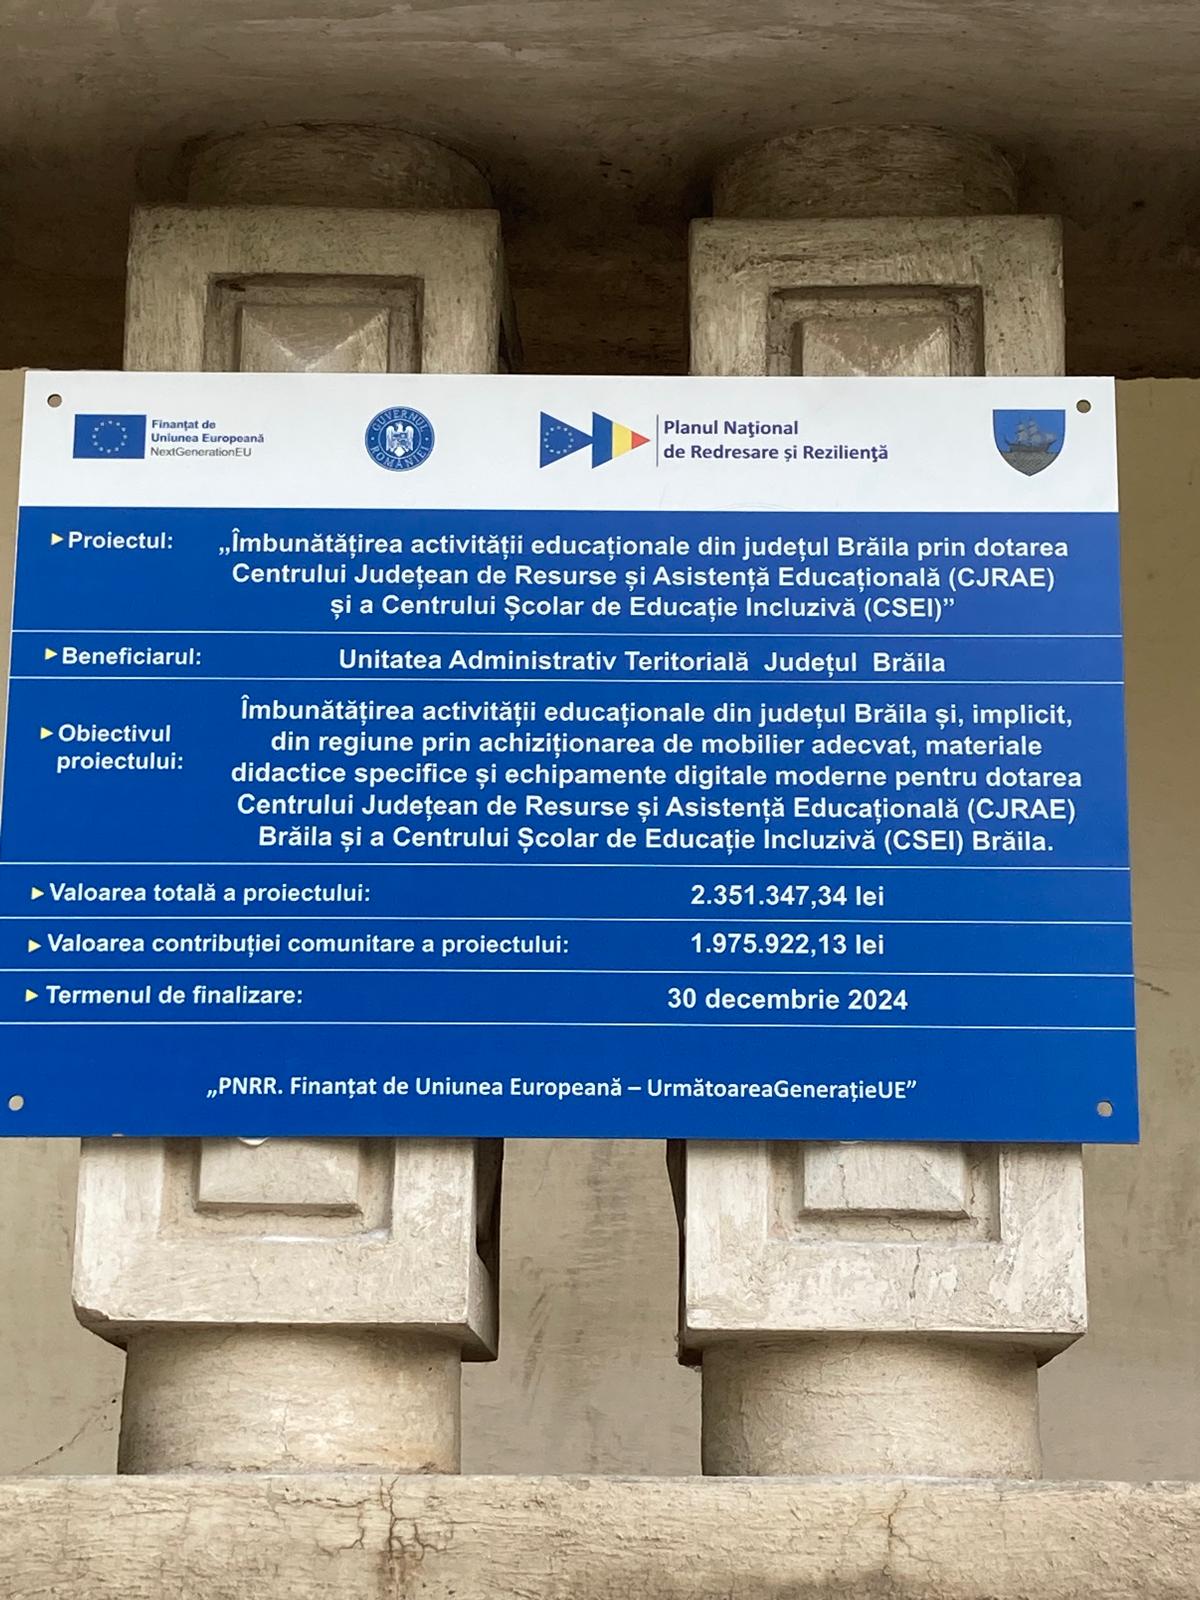 Finanțat de
Uniunea Europeană
NextGenerationEU
GUVERNUL
ROMÂNIEI
Planul Naţional
de Redresare și Rezilienţă
Proiectul:
„Îmbunătățirea activității educaționale din județul Brăila prin dotarea
Centrului Județean de Resurse și Asistență Educațională (CJRAE)
și a Centrului Școlar de Educație Incluzivă (CSEI)”
Beneficiarul:
Unitatea Administrativ Teritorială Județul Brăila
Obiectivul
proiectului:
Îmbunătățirea activității educaționale din județul Brăila și, implicit,
din regiune prin achiziționarea de mobilier adecvat, materiale
didactice specifice și echipamente digitale moderne pentru dotarea
Centrului Județean de Resurse și Asistență Educațională (CJRAE)
Brăila și a Centrului Școlar de Educație Incluzivă (CSEI) Brăila.
Valoarea totală a proiectului:
2.351.347,34 lei
Valoarea contribuției comunitare a proiectului:
1.975.922,13 lei
Termenul de finalizare:
30 decembrie 2024
„PNRR. Finanțat de Uniunea Europeană – UrmătoareaGenerațieUE”